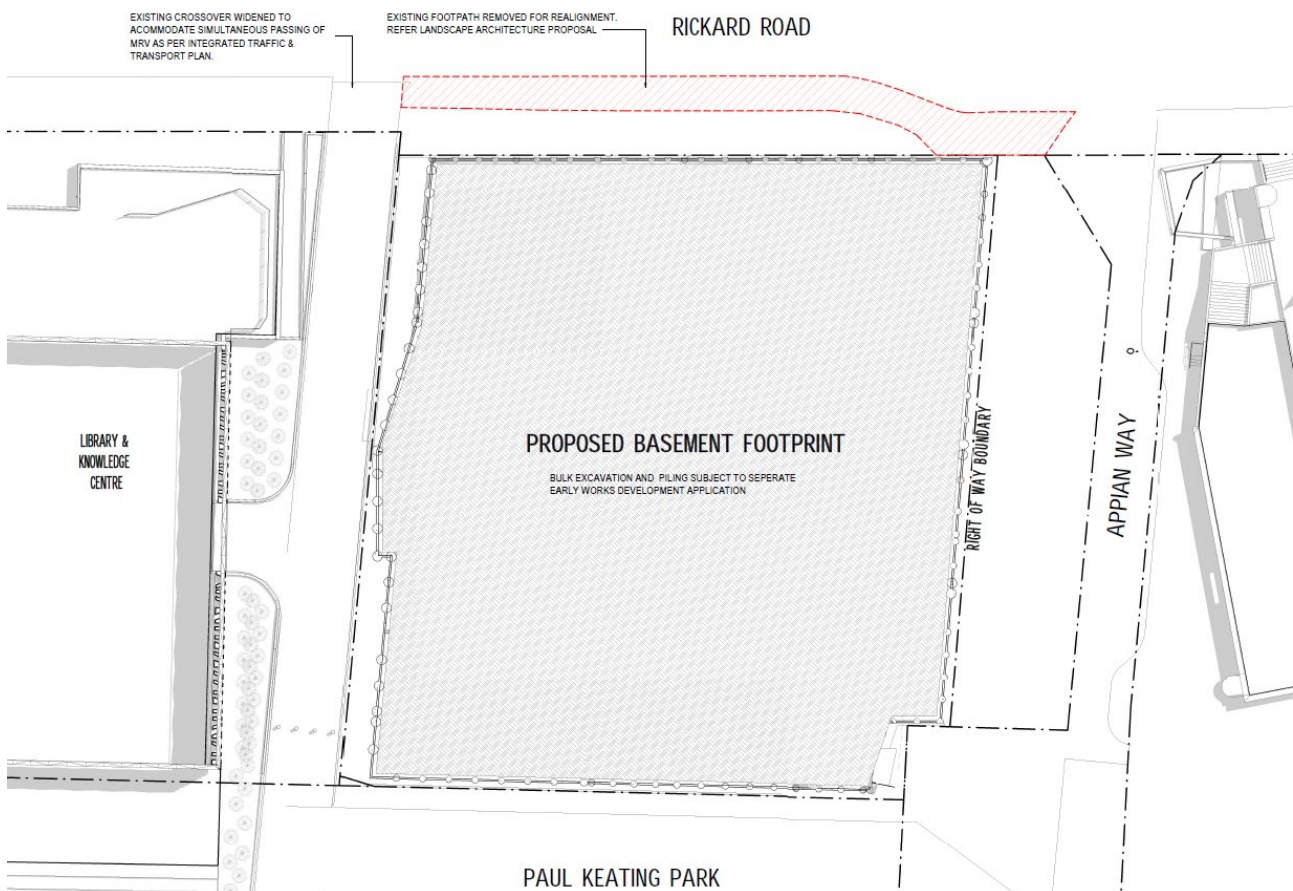 EXISTING CROSSOVER WIDENED TO
ACOMMODATE SIMULTANEOUS PASSING OF
MRV AS PER INTEGRATED TRAFFIC &
TRANSPORT PLAN.
EXISTING FOOTPATH REMOVED FOR REALIGNMENT.
REFER LANDSCAPE ARCHITECTURE PROPOSAL
RICKARD ROAD
LIBRARY &
KNOWLEDGE
CENTRE
PROPOSED BASEMENT FOOTPRINT
BULK EXCAVATION AND PILING SUBJECT TO SEPERATE
EARLY WORKS DEVELOPMENT APPLICATION
RIGHT OF WAY BOUNDARY
APPIAN WAY
PAUL KEATING PARK